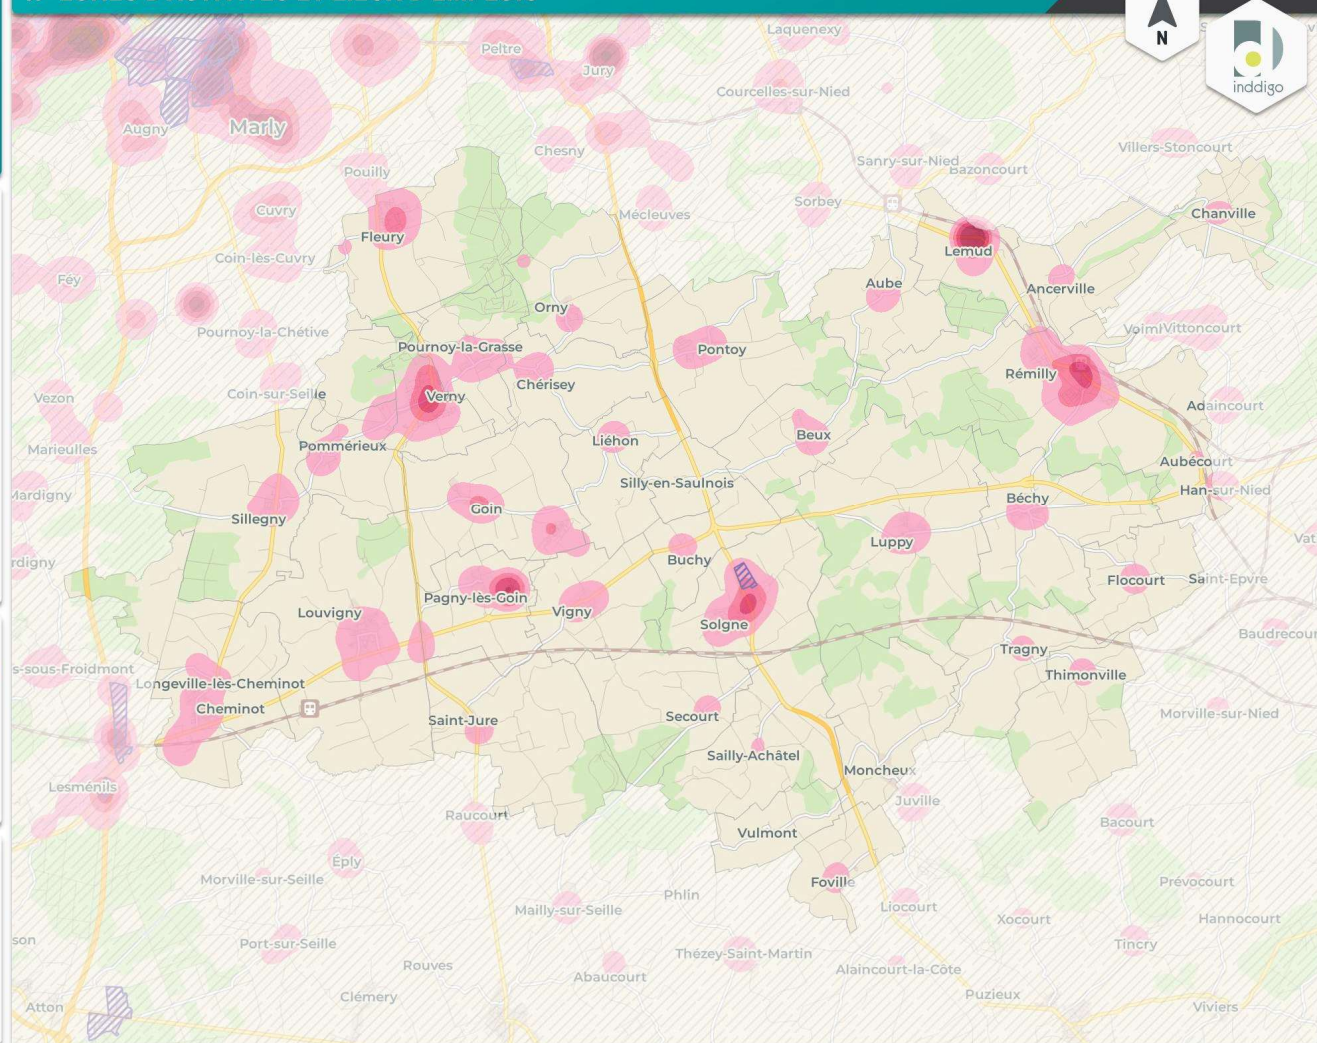 N
inddigo
Laquenexy
Peltre
Jury
Courcelles-sur-Nied
Augny
Marly
Chesny
Villers-Stoncourt
Sanry-sur-Nied
Bazoncourt
Pouilly
Cuvry
Mécleuves
Sorbey
Chanville
Fleury
Coin-lès-Cuvry
Lemud
Féy
Aube
Ancerville
Orny
Pournoy-la-Chétive
Vittoncourt
Pournoy-la-Grasse
Pontoy
Rémilly
Chérisey
Coin-sur-Seille
Vezon
Verny
Adaincourt
Marieulles
Pommérieux
Liéhon
Beux
Aubécourt
Silly-en-Saulnois
Han-sur-Nied
Mardigny
Béchy
Goin
Sillegny
Luppy
rdigny
Buchy
Vat
Pagny-lès-Goin
Flocourt
Saint-Epvre
Louvigny
Vigny
Solgne
Baudrecour
Tragny
s-sous-Froidmont
Thimonville
Longeville-lès-Cheminot
Cheminot
Saint-Jure
Secourt
Morville-sur-Nied
Sailly-Achâtel
Moncheux
Lesménils
Juville
Raucourt
Bacourt
Vulmont
Éply
Morville-sur-Seille
Foville
Prévocourt
Phlin
Mailly-sur-Seille
Liocourt
Xocourt
Hannocourt
son
Port-sur-Seille
Tincry
Thézey-Saint-Martin
Rouves
Abaucourt
Alaincourt-la-Côte
Clémery
Puzieux
Atton
Viviers